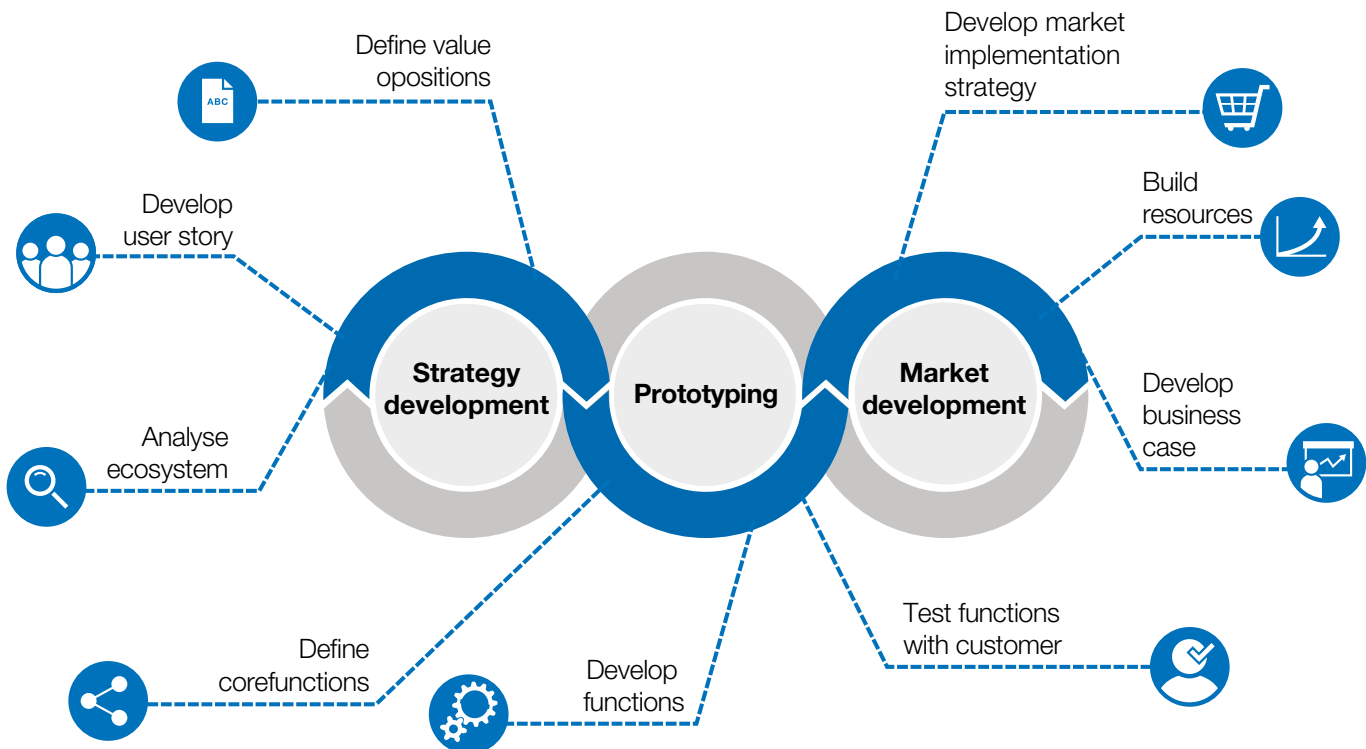 Define value
opositions
ABC
Develop
user story
Analyse
ecosystem
Strategy
development
Prototyping
Market
development
Define
corefunctions
Develop
functions
Test functions
with customer
Develop market
implementation
strategy
Build
resources
Develop
business
case